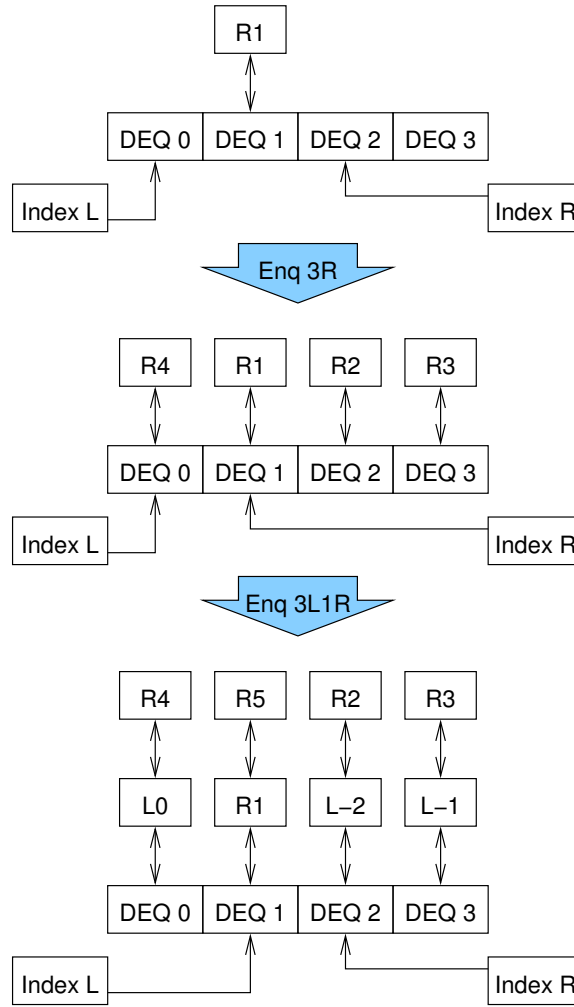 R1
DEQ 0 DEQ 1 DEQ 2 DEQ 3
Index L Index R
Enq 3R
R4 R1 R2 R3
DEQ 0 DEQ 1 DEQ 2 DEQ 3
Index L Index R
Enq 3L1R
R4 R5 R2 R3
L0 R1 L−2 L−1
DEQ 0 DEQ 1 DEQ 2 DEQ 3
Index L Index R